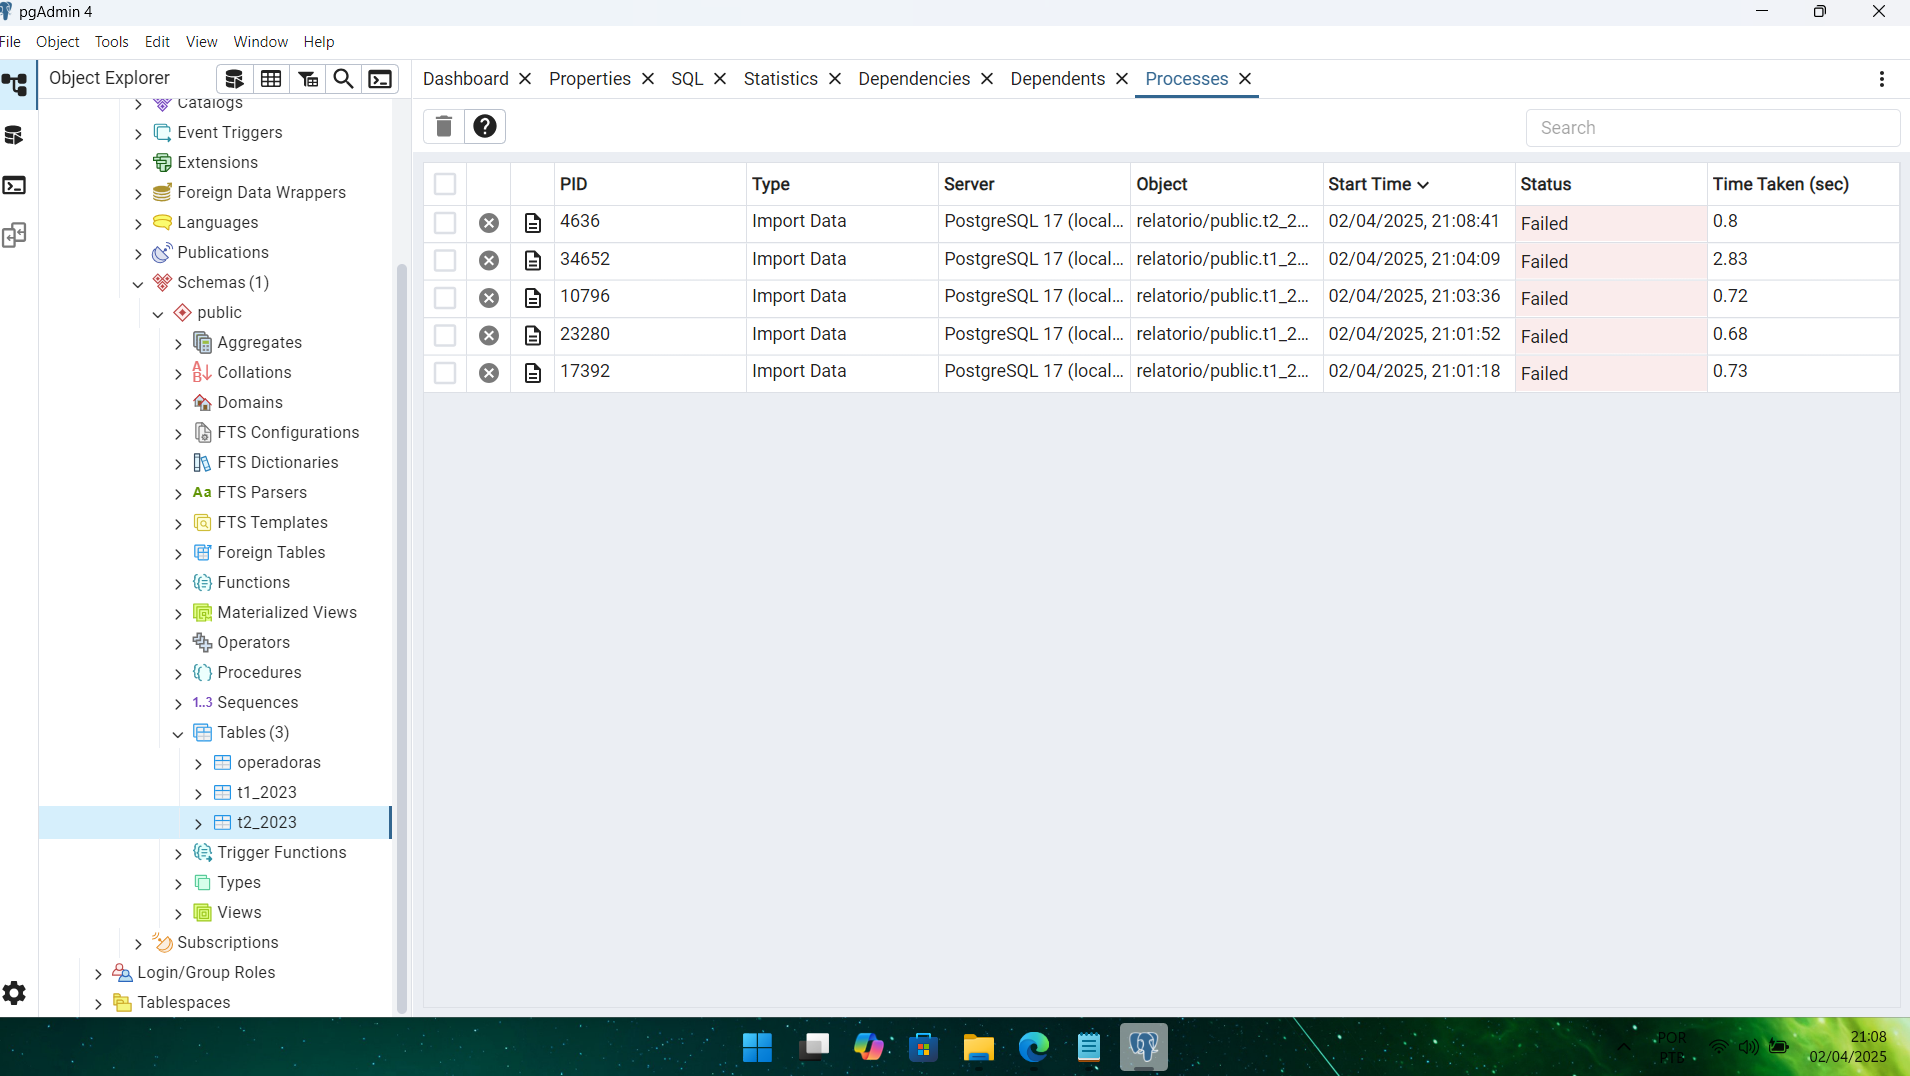 pgAdmin 4
File Object Tools Edit View Window Help
Object Explorer
Dashboard Properties SQL Statistics Dependencies Dependents Processes
Search
Catalogs
Event Triggers
Extensions
Foreign Data Wrappers
Languages
Publications
Schemas (1)
public
Aggregates
Collations
Domains
FTS Configurations
FTS Dictionaries
Aa FTS Parsers
FTS Templates
Foreign Tables
Functions
Materialized Views
Operators
Procedures
1..3 Sequences
Tables (3)
operadoras
t1_2023
t2_2023
Trigger Functions
Types
Views
Subscriptions
Login/Group Roles
Tablespaces
PID Type Server Object Start Time Status Time Taken (sec)
4636 Import Data PostgreSQL 17 (local... relatorio/public.t2_2... 02/04/2025, 21:08:41 Failed 0.8
34652 Import Data PostgreSQL 17 (local... relatorio/public.t1_2... 02/04/2025, 21:04:09 Failed 2.83
10796 Import Data PostgreSQL 17 (local... relatorio/public.t1_2... 02/04/2025, 21:03:36 Failed 0.72
23280 Import Data PostgreSQL 17 (local... relatorio/public.t1_2... 02/04/2025, 21:01:52 Failed 0.68
17392 Import Data PostgreSQL 17 (local... relatorio/public.t1_2... 02/04/2025, 21:01:18 Failed 0.73
POR
PTB
21:08
02/04/2025